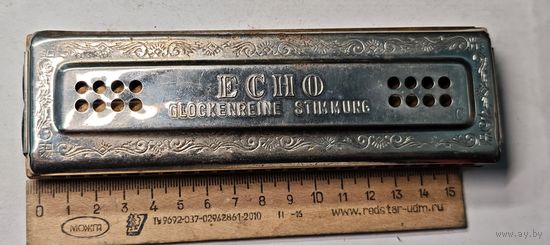 ECHO
GLOCKENREINE STIMMUNG
C
0 1 2 3 4 5 6 7 8 9 10 11 12 13 14 15
www.redstar-udm.ru
www.ay.by